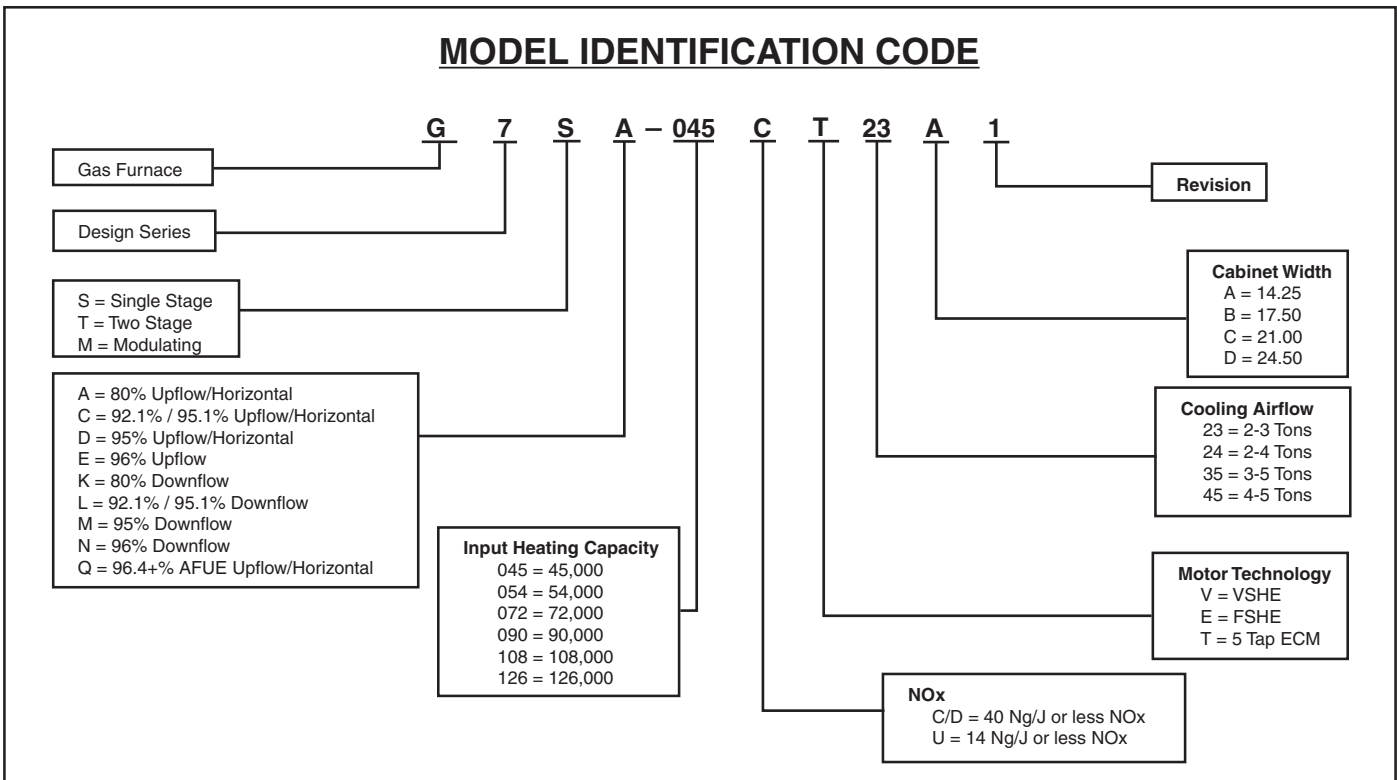 MODEL IDENTIFICATION CODE
G 7 S A – 045 C T 23 A 1
Gas Furnace
Design Series
S = Single Stage
T = Two Stage
M = Modulating
A = 80% Upflow/Horizontal
C = 92.1% / 95.1% Upflow/Horizontal
D = 95% Upflow/Horizontal
E = 96% Upflow
K = 80% Downflow
L = 92.1% / 95.1% Downflow
M = 95% Downflow
N = 96% Downflow
Q = 96.4+% AFUE Upflow/Horizontal
Input Heating Capacity
045 = 45,000
054 = 54,000
072 = 72,000
090 = 90,000
108 = 108,000
126 = 126,000
Revision
Cabinet Width
A = 14.25
B = 17.50
C = 21.00
D = 24.50
Cooling Airflow
23 = 2-3 Tons
24 = 2-4 Tons
35 = 3-5 Tons
45 = 4-5 Tons
Motor Technology
V = VSHE
E = FSHE
T = 5 Tap ECM
NOx
C/D = 40 Ng/J or less NOx
U = 14 Ng/J or less NOx